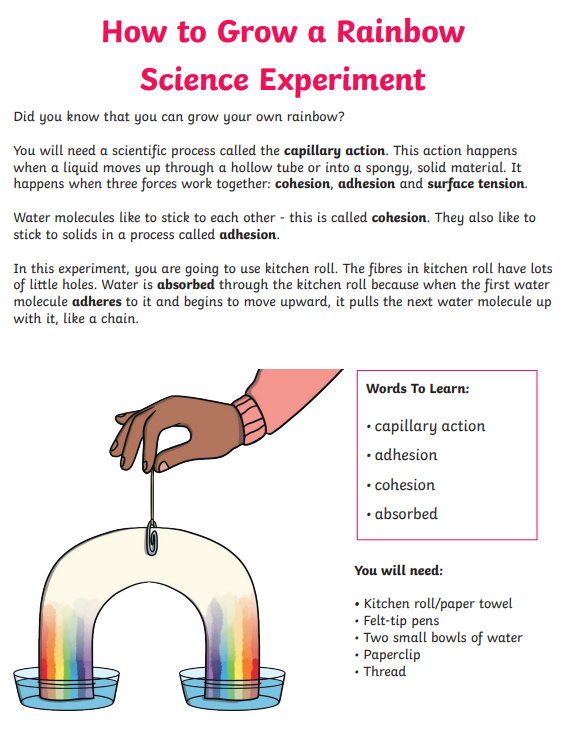 How to Grow a Rainbow
Science Experiment
Did you know that you can grow your own rainbow?
You will need a scientific process called the capillary action. This action happens
when a liquid moves up through a hollow tube or into a spongy, solid material. It
happens when three forces work together: cohesion, adhesion and surface tension.
Water molecules like to stick to each other - this is called cohesion. They also like to
stick to solids in a process called adhesion.
In this experiment, you are going to use kitchen roll. The fibres in kitchen roll have lots
of little holes. Water is absorbed through the kitchen roll because when the first water
molecule adheres to it and begins to move upward, it pulls the next water molecule up
with it, like a chain.
Words To Learn:
• capillary action
• adhesion
• cohesion
• absorbed
You will need:
• Kitchen roll/paper towel
• Felt-tip pens
• Two small bowls of water
• Paperclip
• Thread